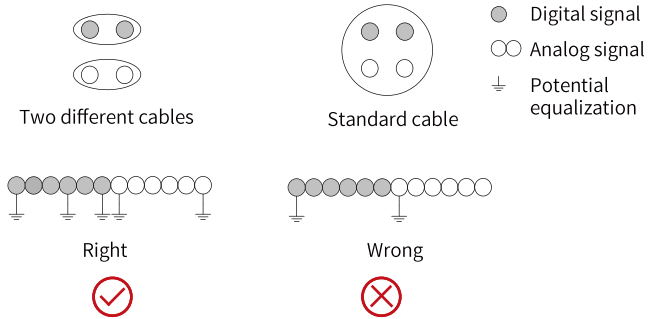 Digital signal
Analog signal
Potential
equalization
Two different cables
Standard cable
Right
Wrong